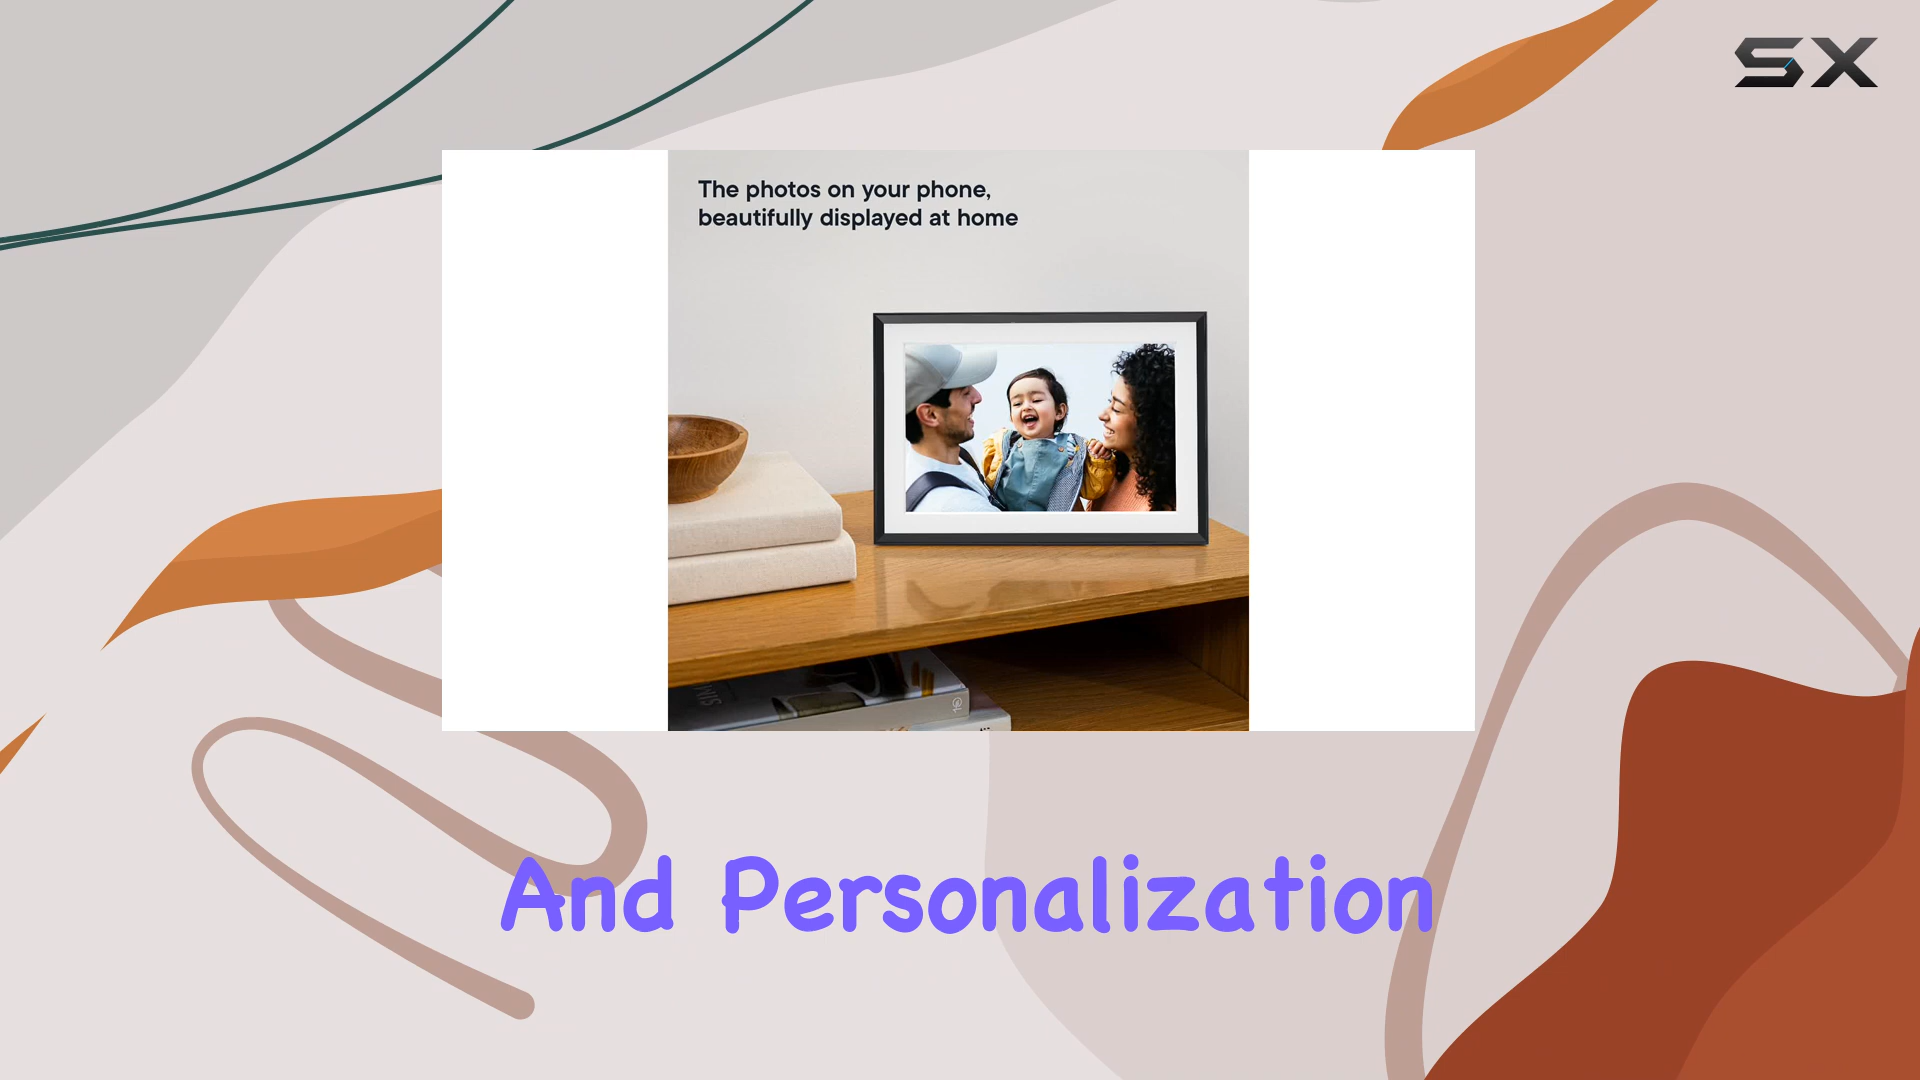 SX
The photos on your phone,
beautifully displayed at home
And Personalization